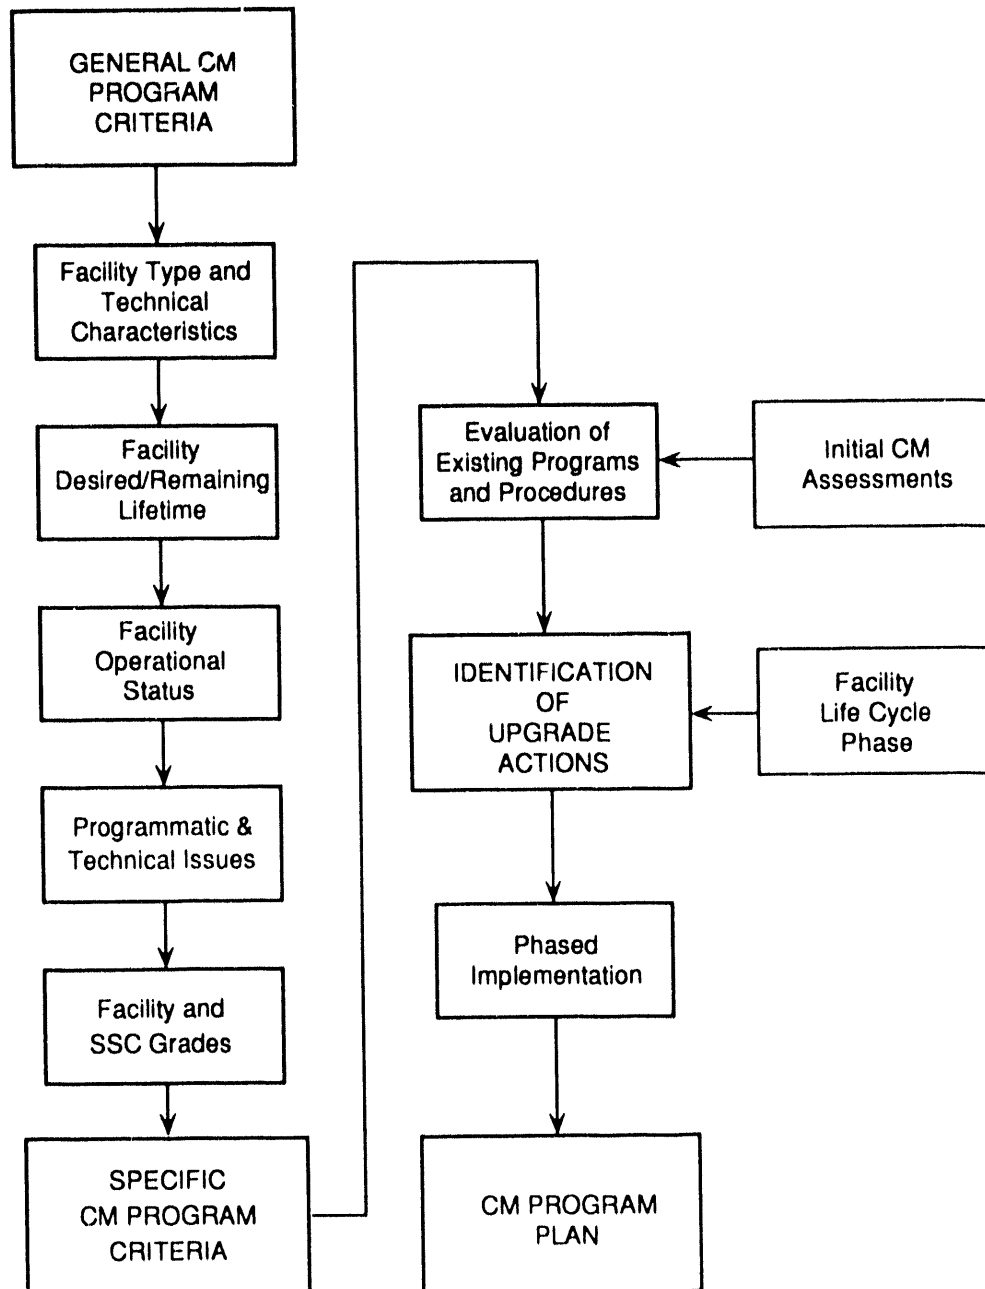 GENERAL CM
PROGRAM
CRITERIA
Facility Type and
Technical
Characteristics
Facility
Desired/Remaining
Lifetime
Facility
Operational
Status
Programmatic &
Technical Issues
Facility and
SSC Grades
SPECIFIC
CM PROGRAM
CRITERIA
Evaluation of
Existing Programs
and Procedures
Initial CM
Assessments
IDENTIFICATION
OF
UPGRADE
ACTIONS
Facility
Life Cycle
Phase
Phased
Implementation
CM PROGRAM
PLAN